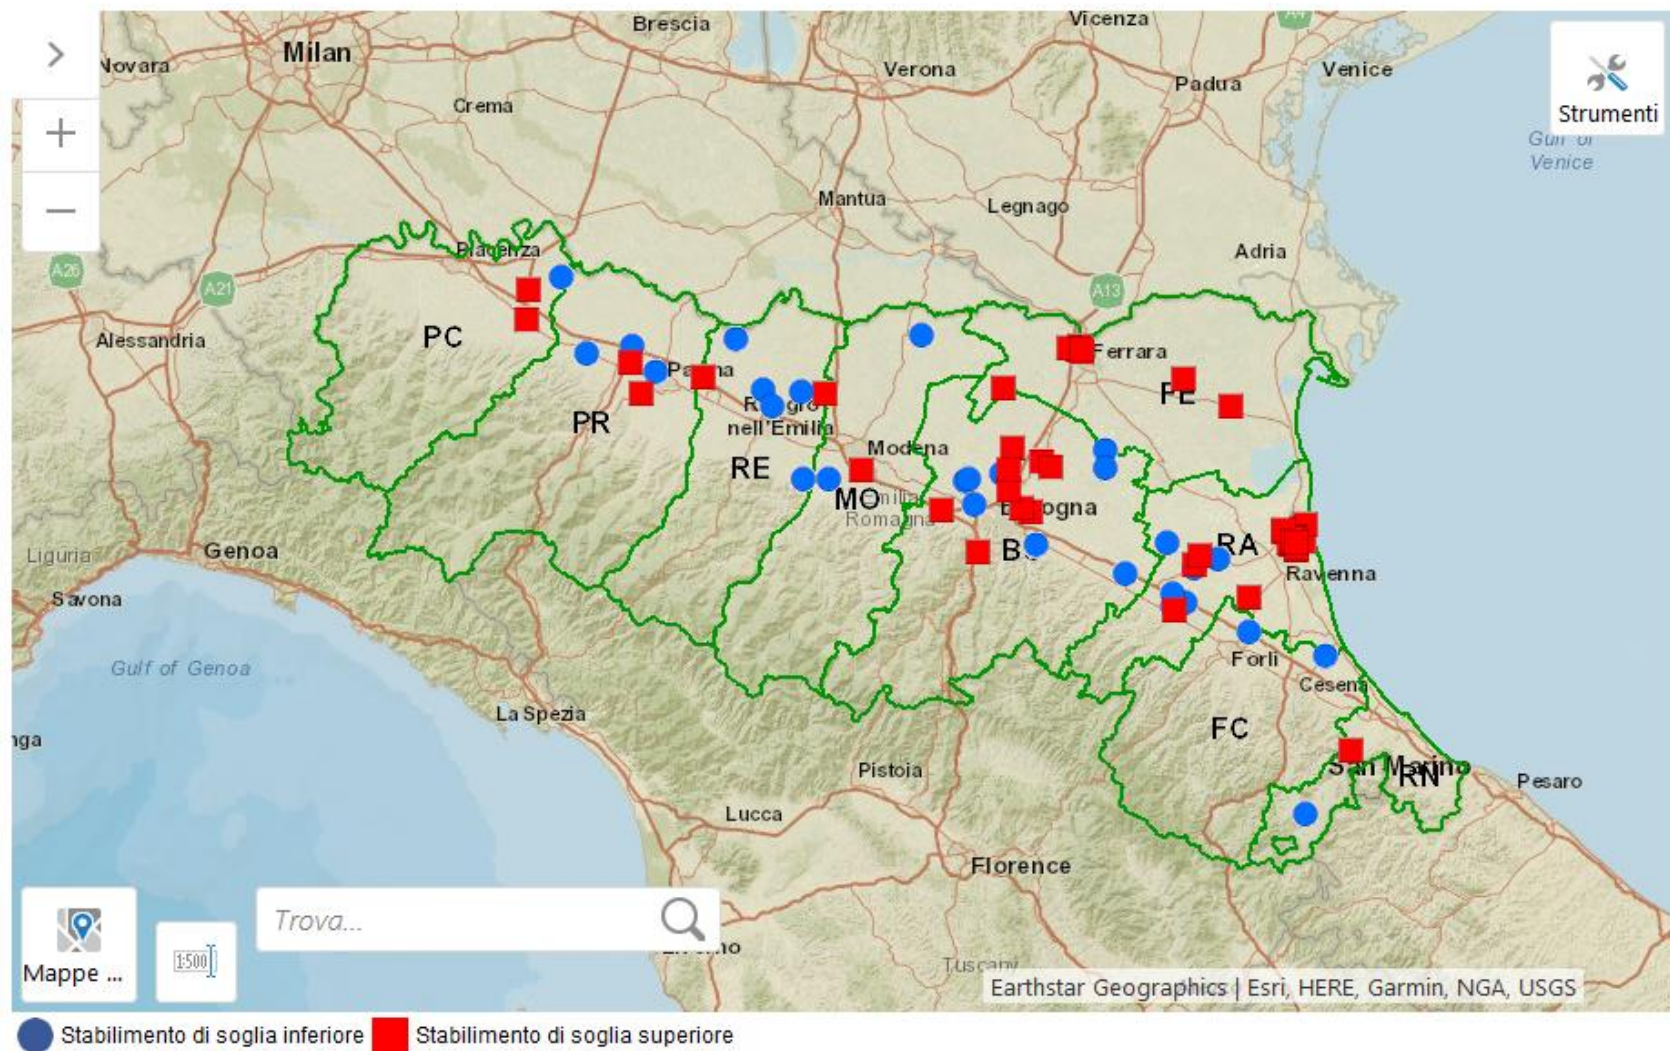 Brescia
Vicenza
A4
Milan
Novara
Verona
Venice
Padua
Strumenti
Crema
Gulf of
Venice
Mantua
Legnago
Piacenza
Adria
A26
A21
A13
Alessandria
PC
Ferrara
Parma
FE
PR
Reggio
nell'Emilia
Modena
RE
MO
Emilia
Romagna
Bologna
BO
RA
Liguria
Genoa
Ravenna
Savona
Gulf of Genoa
Forlì
Cesena
La Spezia
FC
San Marino
RN
Pistoia
Pesaro
Lucca
Florence
Trova...
Mappe ...
1:500
Tuscany
Earthstar Geographics | Esri, HERE, Garmin, NGA, USGS
Stabilimento di soglia inferiore
Stabilimento di soglia superiore